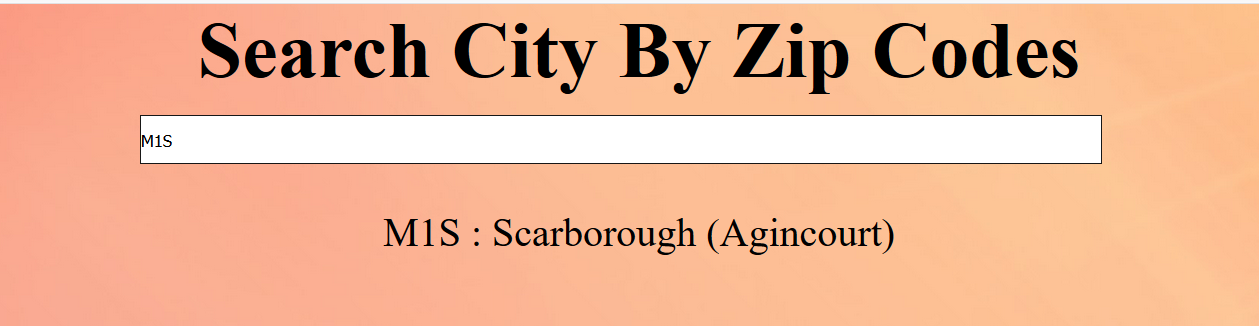 Search City By Zip Codes
M1S
M1S : Scarborough (Agincourt)